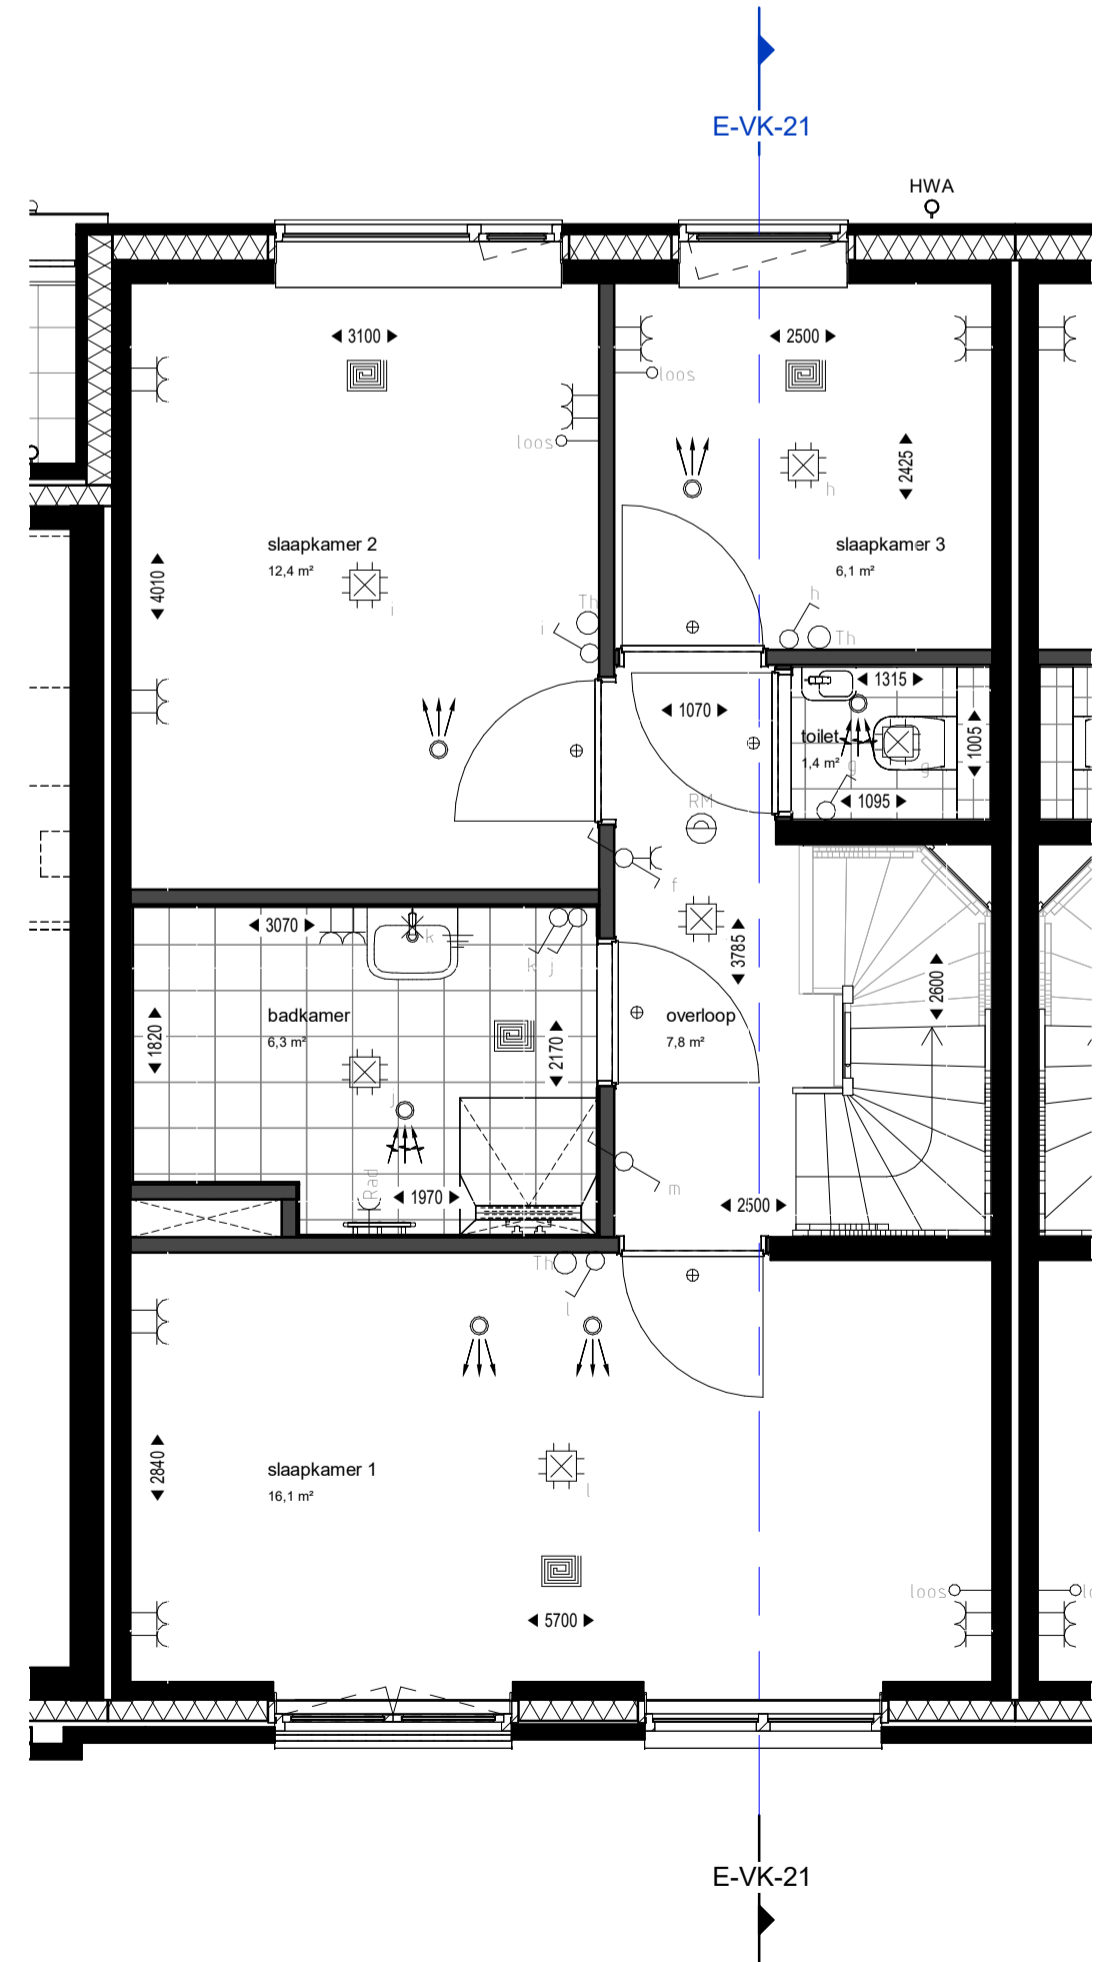 E-VK-21
HWA
3100
2500
loos
loos
2425
h
slaapkamer 2
12,4 m²
slaapkamer 3
6,1 m²
4010
i
Th
i
h
Th
1315
1070
toilet
1,4 m²
1005
g
g
1095
RM
f
3070
k
k j
3785
2600
badkamer
6,3 m²
overloop
7,8 m²
1820
2170
j
Rad
1970
m
2500
Th
l
2840
slaapkamer 1
16,1 m²
l
loos
5700
E-VK-21